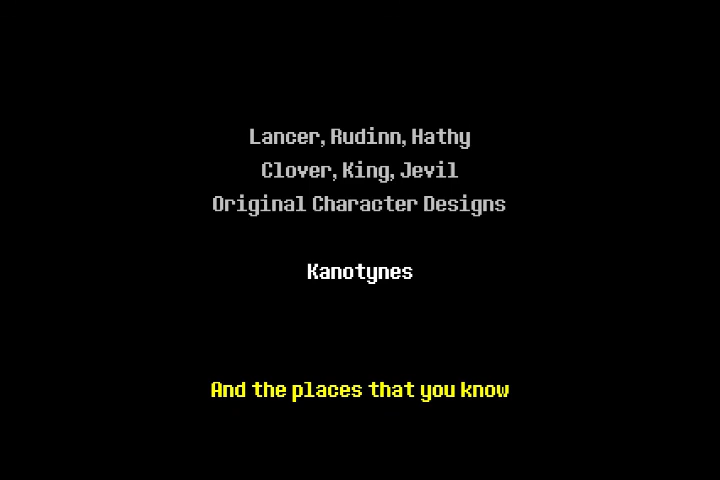 Lancer, Rudinn, Hathy
Clover, King, Jevil
Original Character Designs
Kanotynes
And the places that you know